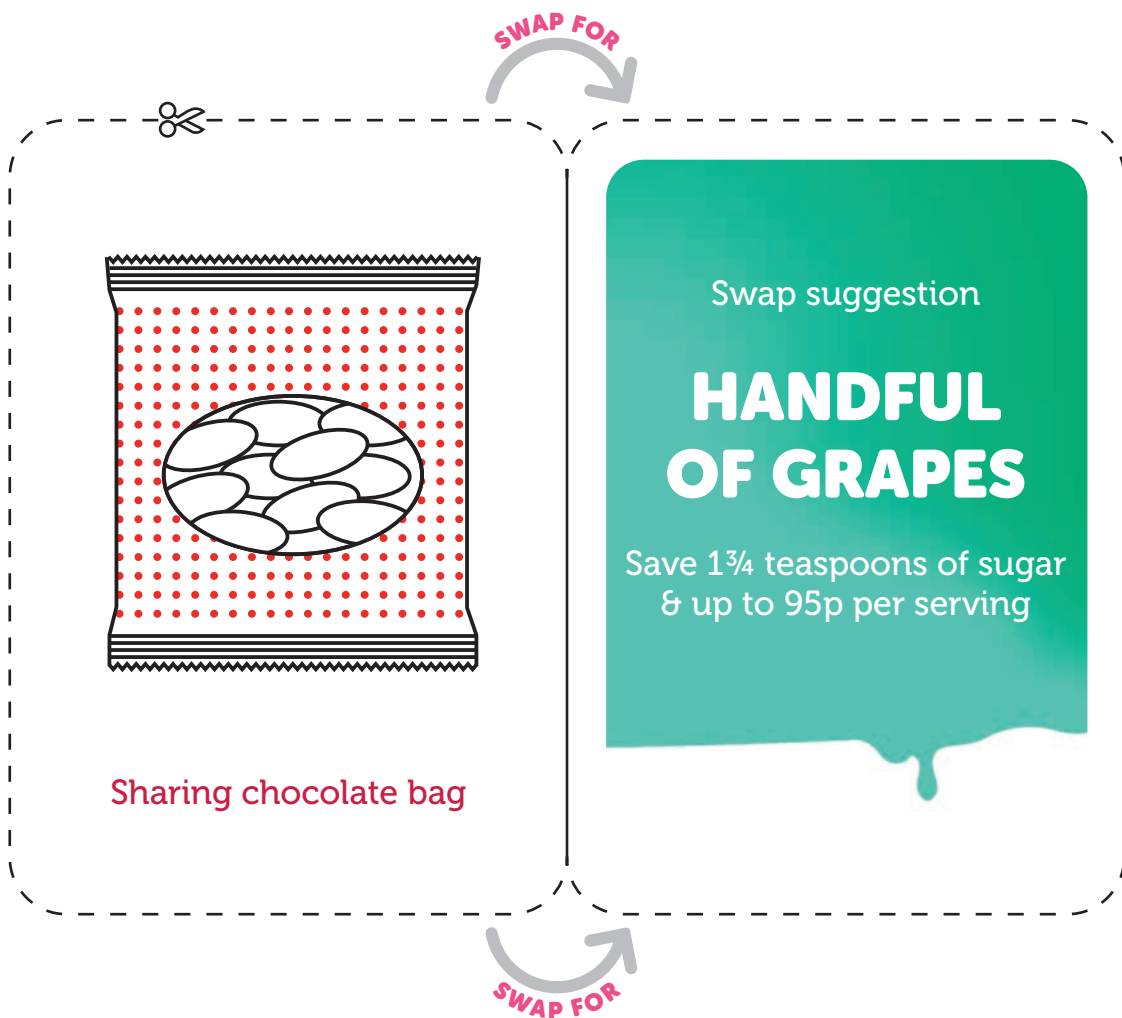 SWAP FOR
Sharing chocolate bag
Swap suggestion
HANDFUL
OF GRAPES
Save 1¾ teaspoons of sugar
& up to 95p per serving
SWAP FOR